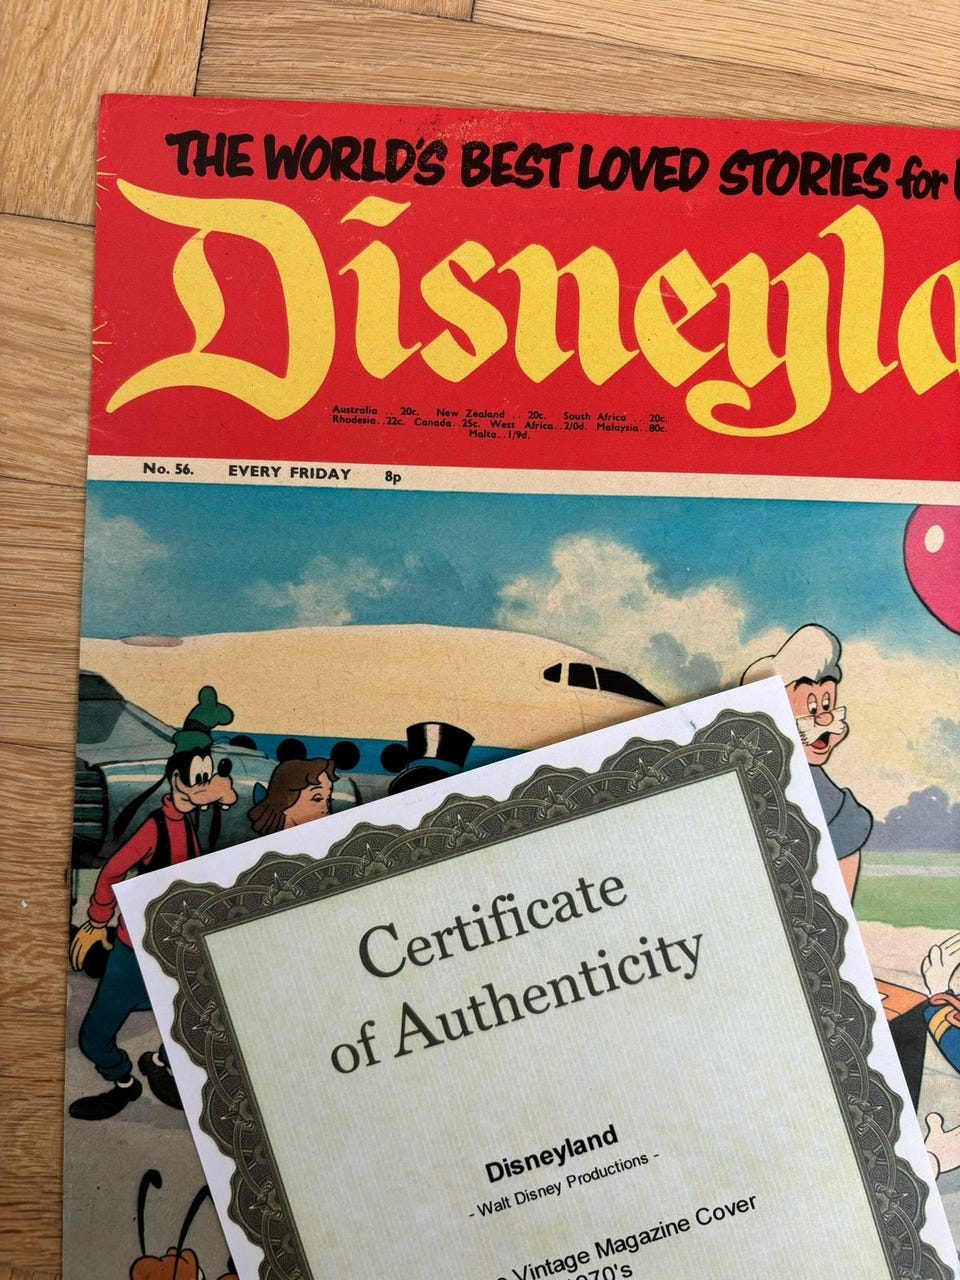 THE WORLD'S BEST LOVED STORIES for
Disneyla
Australia .. 20c. New Zealand .. 20c. South Africa .. 20c.
Rhodesia..22c. Canada..25c. West Africa..2/0d. Malaysia..80c.
Malta..1/9d.
No. 56. EVERY FRIDAY 8p
Certificate
of Authenticity
Disneyland
- Walt Disney Productions -
Vintage Magazine Cover
1970's